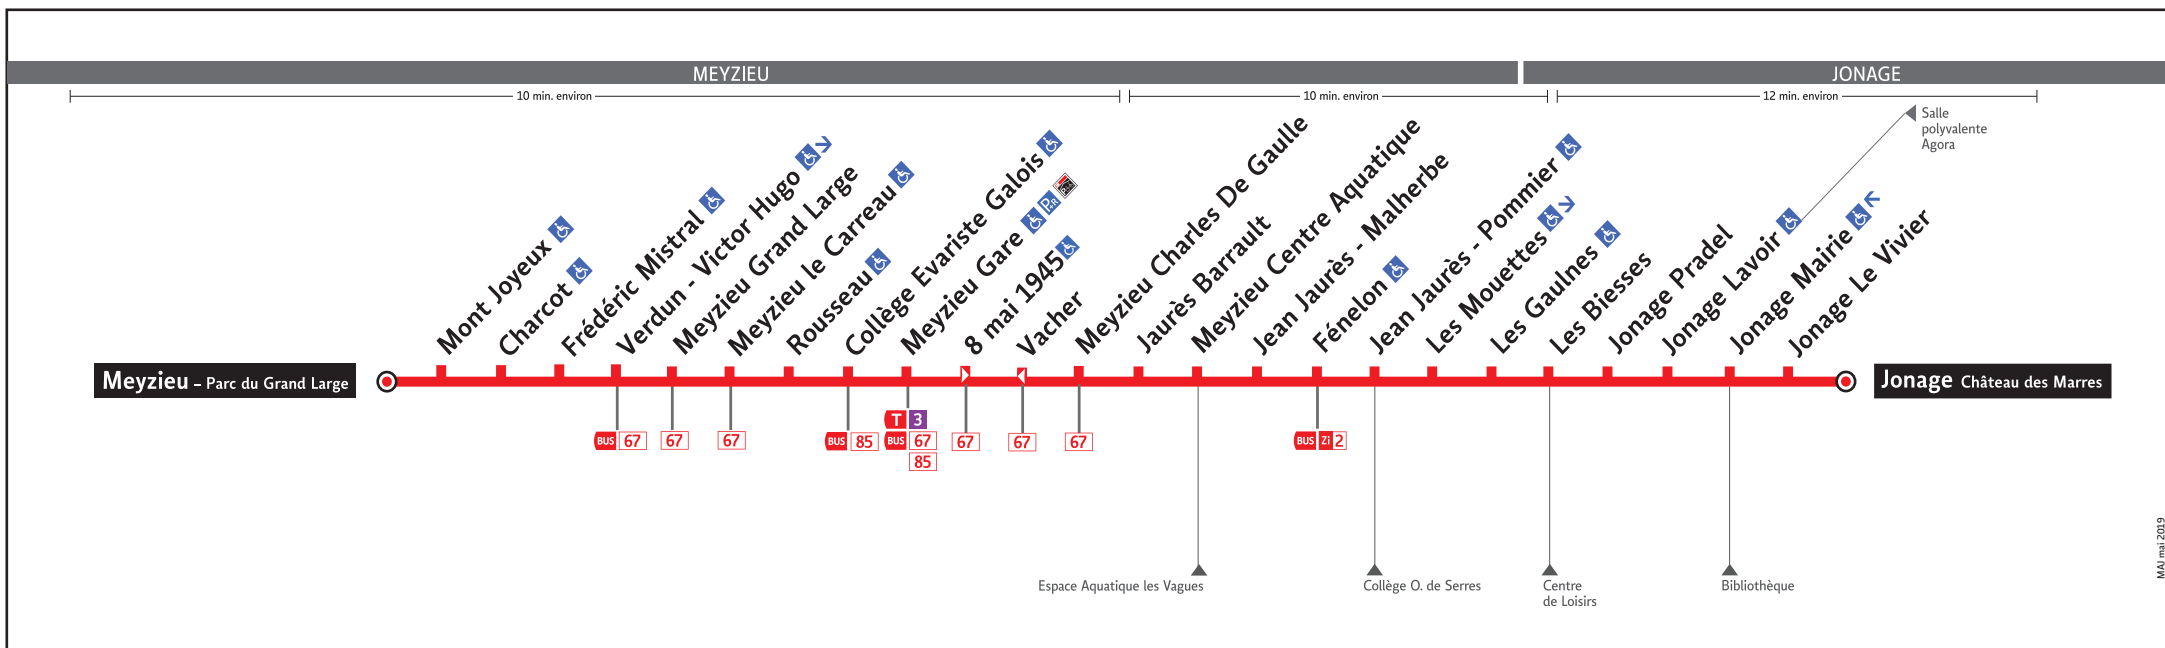 MEYZIEU
JONAGE
10 min. environ
10 min. environ
12 min. environ
Salle
polyvalente
Agora
Mont Joyeux
Charcot
Frédéric Mistral
Verdun - Victor Hugo
Meyzieu Grand Large
Meyzieu le Carreau
Rousseau
Collège Evariste Galois
Meyzieu Gare P+R
8 mai 1945
Vacher
Meyzieu Charles De Gaulle
Jaurès Barrault
Meyzieu Centre Aquatique
Jean Jaurès - Malherbe
Fénelon
Jean Jaurès - Pommier
Les Mouettes
Les Gaulnes
Les Biesses
Jonage Pradel
Jonage Lavoir
Jonage Mairie
Jonage Le Vivier
Meyzieu – Parc du Grand Large
Jonage Château des Marres
T 3
BUS 67
67
67
BUS 85
BUS 67
85
67
67
67
BUS Zi 2
Espace Aquatique les Vagues
Collège O. de Serres
Centre
de Loisirs
Bibliothèque
MAJ mai 2019